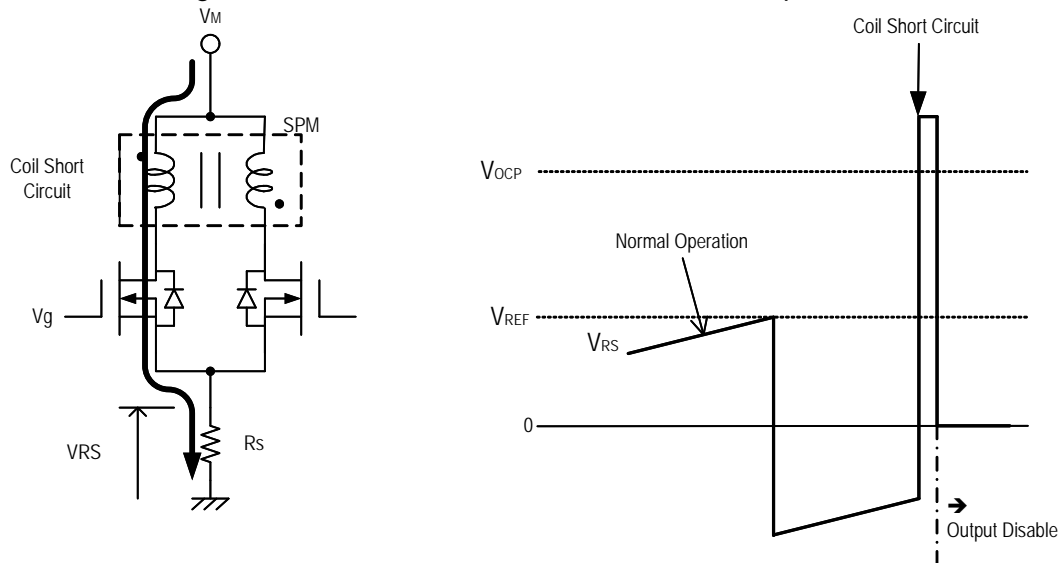 VM
SPM
Coil Short
Circuit
Vg
VRS
Rs
Coil Short Circuit
VOCP
Normal Operation
VREF
VRS
0
➔
Output Disable